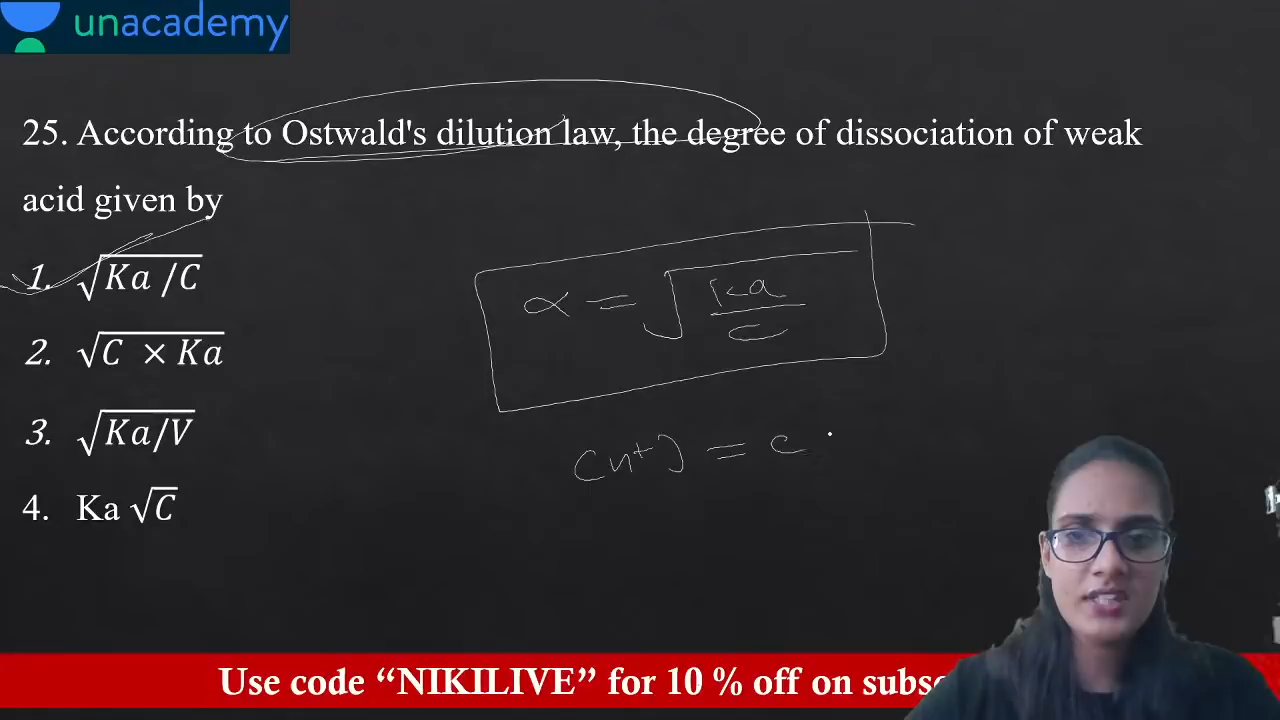 unacademy
25. According to Ostwald's dilution law, the degree of dissociation of weak
acid given by
1. √Ka /C
2. √C × Ka
3. √Ka/V
4. Ka √C
α = √Ka/C
(H+) = C
Use code “NIKILIVE” for 10 % off on